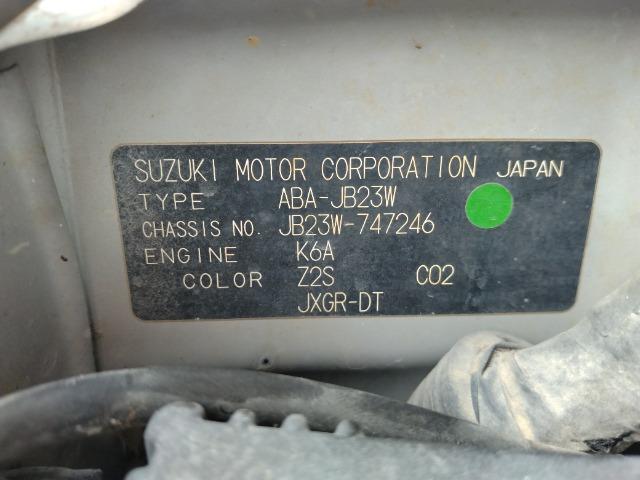 SUZUKI MOTOR CORPORATION JAPAN
TYPE ABA-JB23W
CHASSIS NO. JB23W-747246
ENGINE K6A
COLOR Z2S C02
JXGR-DT